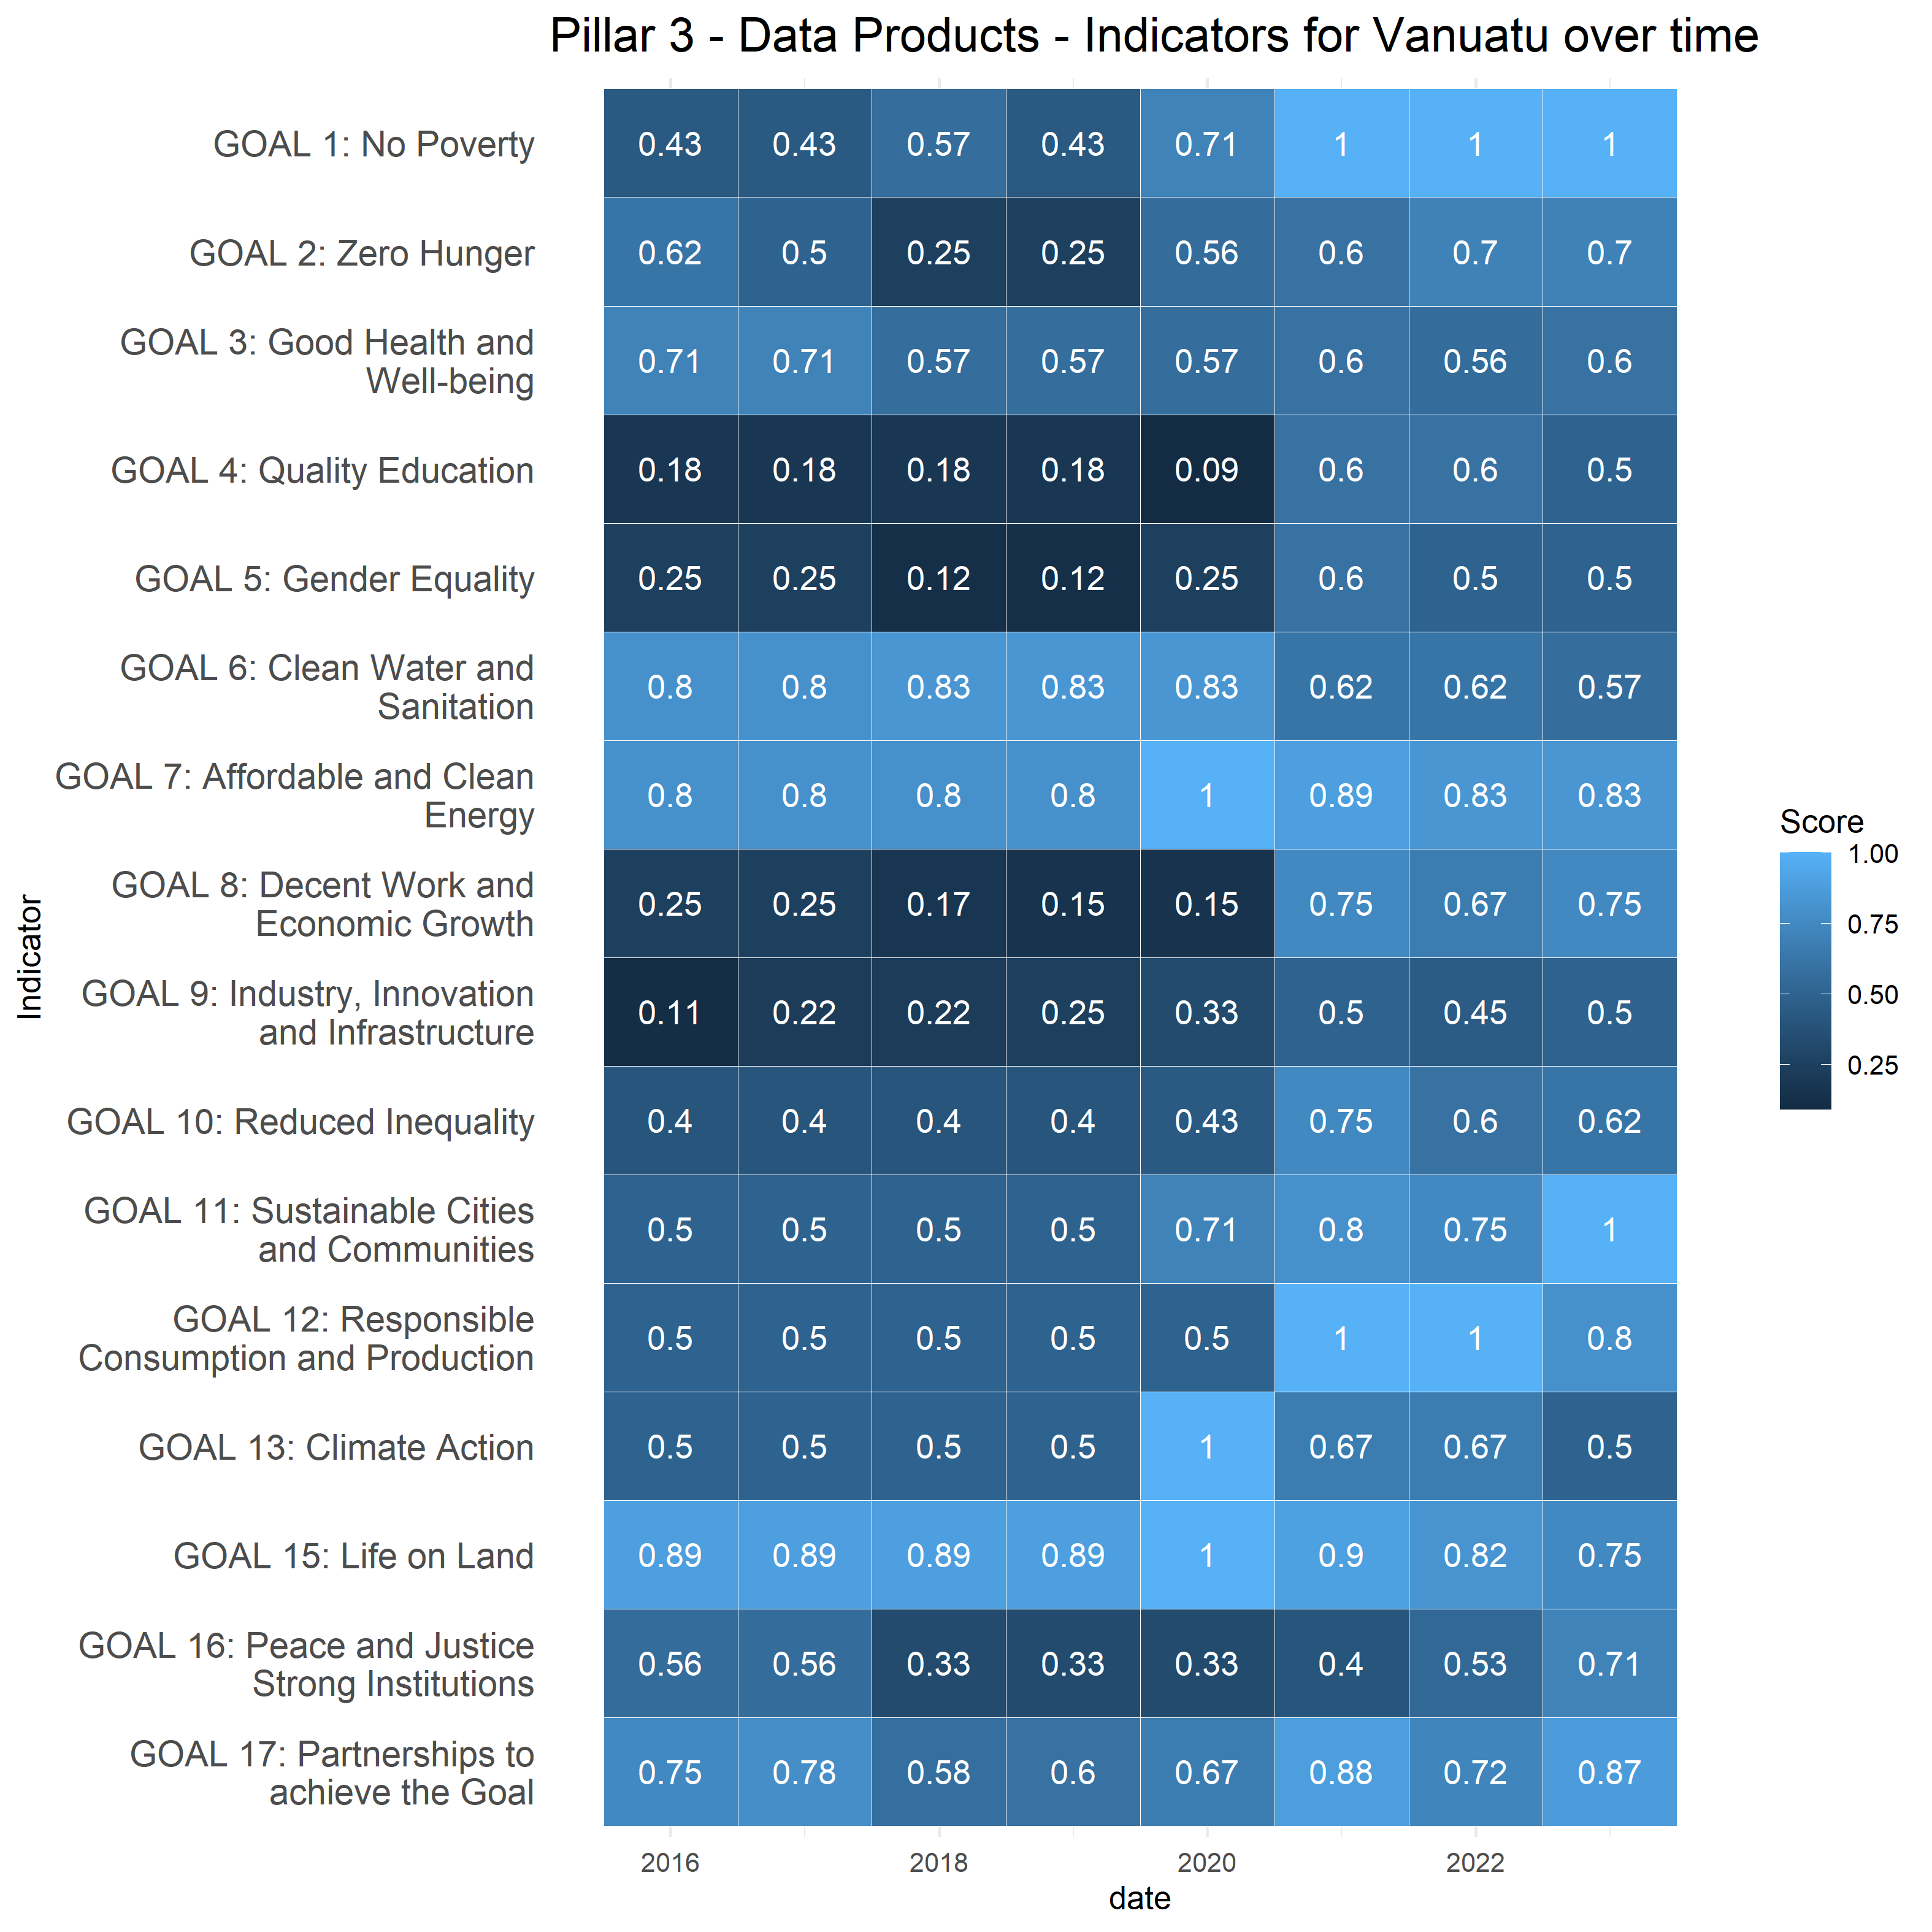 Pillar 3 - Data Products - Indicators for Vanuatu over time
GOAL 1: No Poverty 0.43 0.43 0.57 0.43 0.71 1 1 1
GOAL 2: Zero Hunger 0.62 0.5 0.25 0.25 0.56 0.6 0.7 0.7
GOAL 3: Good Health and
Well-being
0.71 0.71 0.57 0.57 0.57 0.6 0.56 0.6
GOAL 4: Quality Education 0.18 0.18 0.18 0.18 0.09 0.6 0.6 0.5
GOAL 5: Gender Equality 0.25 0.25 0.12 0.12 0.25 0.6 0.5 0.5
GOAL 6: Clean Water and
Sanitation
0.8 0.8 0.83 0.83 0.83 0.62 0.62 0.57
GOAL 7: Affordable and Clean
Energy
0.8 0.8 0.8 0.8 1 0.89 0.83 0.83
GOAL 8: Decent Work and
Economic Growth
0.25 0.25 0.17 0.15 0.15 0.75 0.67 0.75
GOAL 9: Industry, Innovation
and Infrastructure
0.11 0.22 0.22 0.25 0.33 0.5 0.45 0.5
GOAL 10: Reduced Inequality 0.4 0.4 0.4 0.4 0.43 0.75 0.6 0.62
GOAL 11: Sustainable Cities
and Communities
0.5 0.5 0.5 0.5 0.71 0.8 0.75 1
GOAL 12: Responsible
Consumption and Production
0.5 0.5 0.5 0.5 0.5 1 1 0.8
GOAL 13: Climate Action 0.5 0.5 0.5 0.5 1 0.67 0.67 0.5
GOAL 15: Life on Land 0.89 0.89 0.89 0.89 1 0.9 0.82 0.75
GOAL 16: Peace and Justice
Strong Institutions
0.56 0.56 0.33 0.33 0.33 0.4 0.53 0.71
GOAL 17: Partnerships to
achieve the Goal
0.75 0.78 0.58 0.6 0.67 0.88 0.72 0.87
2016 2018 2020 2022
date
Indicator
Score
1.00
0.75
0.50
0.25